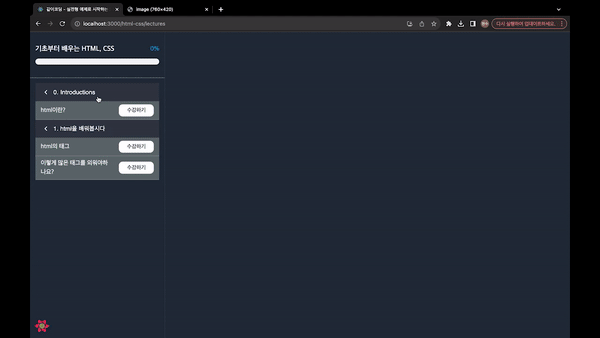 같이코딩 - 실전형 예제로 시작하는
image (760×420)
localhost:3000/html-css/lectures
다시 실행하여 업데이트하세요.
기초부터 배우는 HTML, CSS 0%
0. Introductions
html이란? 수강하기
1. html을 배워봅시다
html의 태그 수강하기
이렇게 많은 태그를 외워야하
나요? 수강하기